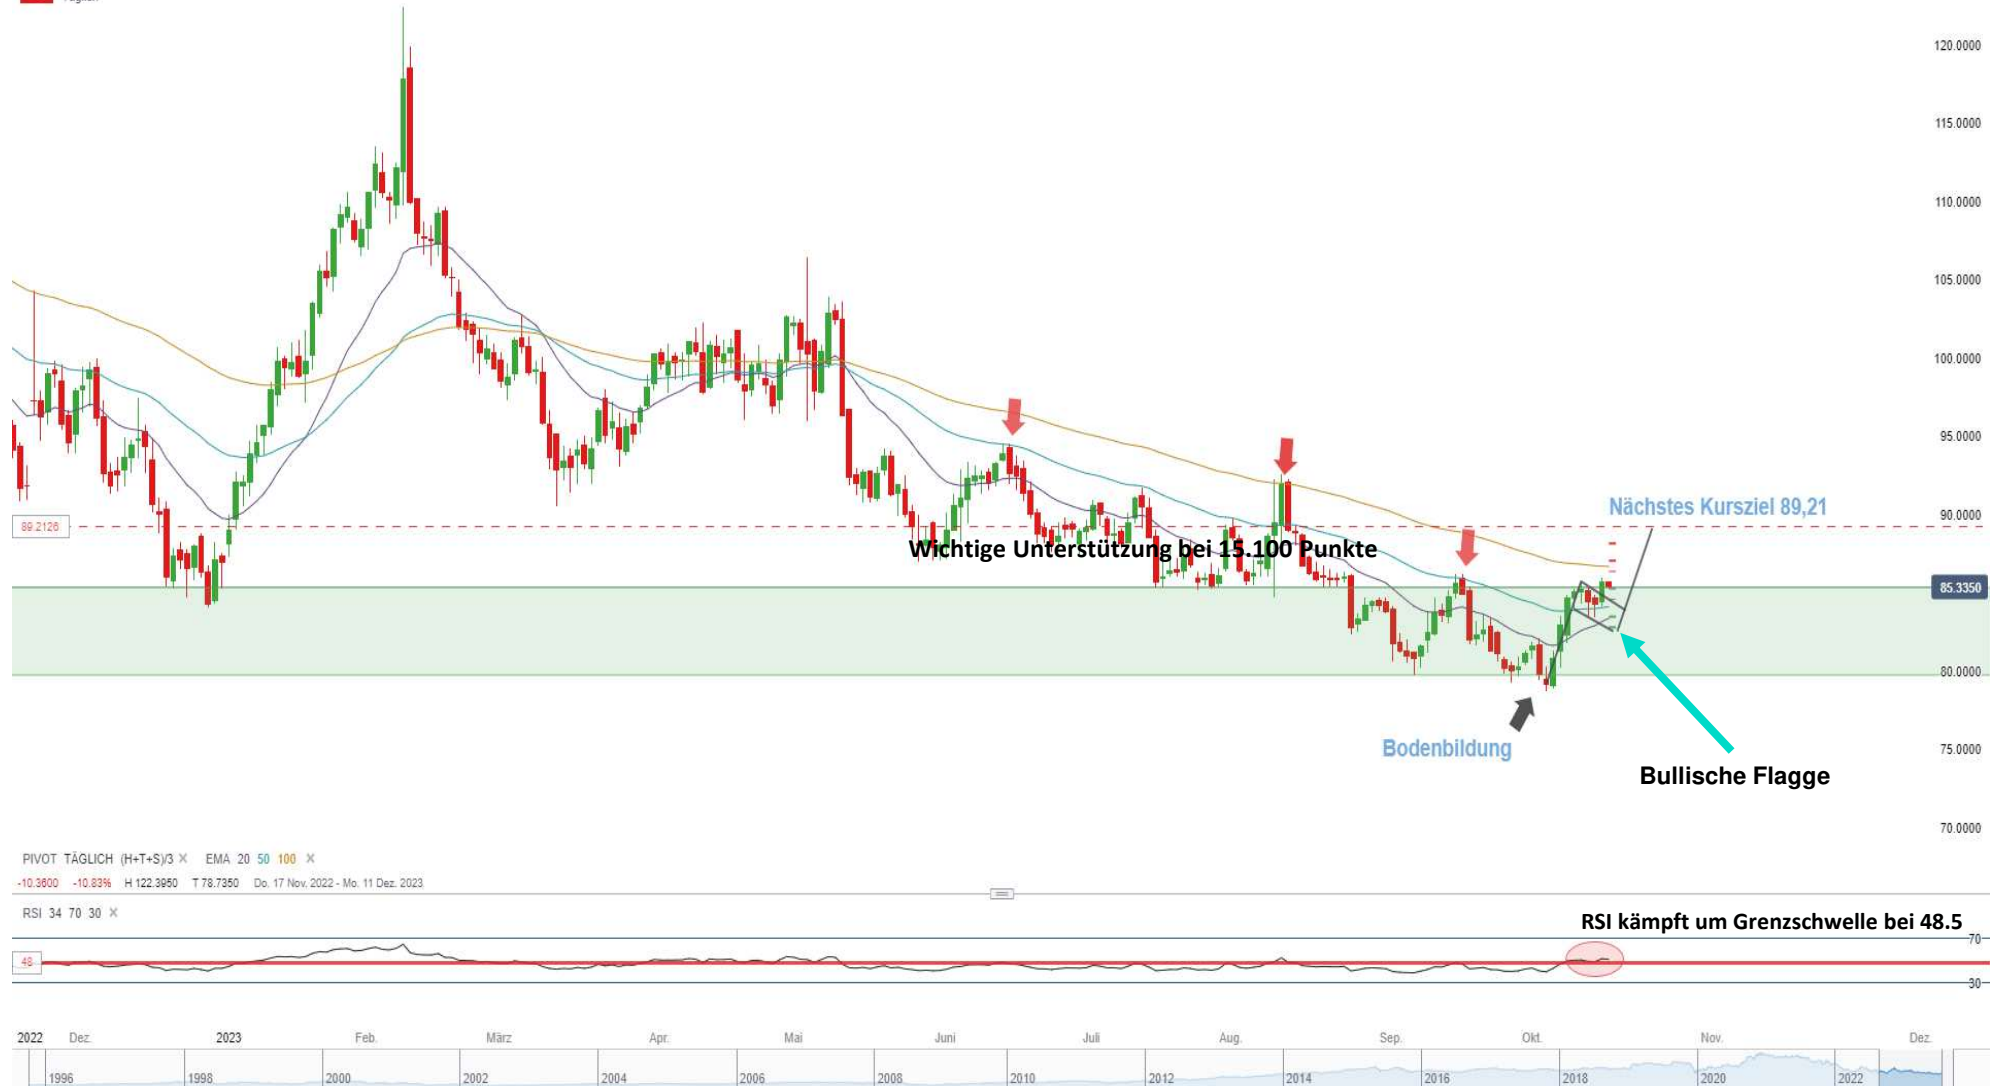 Täglich
120.0000
115.0000
110.0000
105.0000
100.0000
95.0000
Nächstes Kursziel 89,21
90.0000
89.2126
Wichtige Unterstützung bei 15.100 Punkte
85.3350
80.0000
Bodenbildung
75.0000
Bullische Flagge
70.0000
PIVOT TÄGLICH (H+T+S)/3 X EMA 20 50 100 X
-10.3600 -10.83% H 122.3950 T 78.7350 Do. 17 Nov. 2022 - Mo. 11 Dez. 2023
RSI 34 70 30 X
RSI kämpft um Grenzschwelle bei 48.5
70
48
30
2022 Dez. 2023 Feb. März Apr. Mai Juni Juli Aug. Sep. Okt. Nov. Dez.
1996 1998 2000 2002 2004 2006 2008 2010 2012 2014 2016 2018 2020 2022